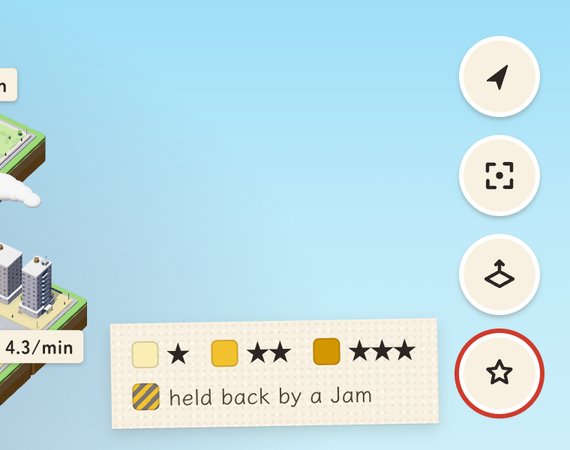 n
4.3/min
★ ★★ ★★★
held back by a Jam